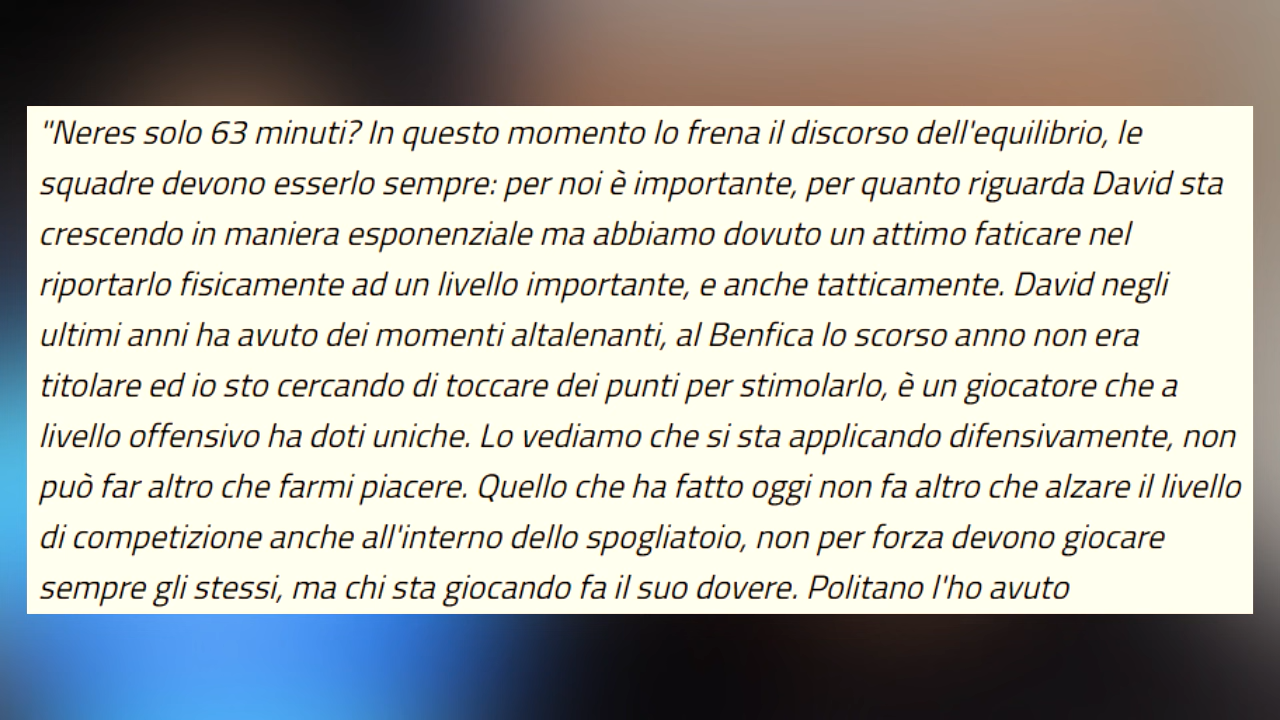 "Neres solo 63 minuti? In questo momento lo frena il discorso dell'equilibrio, le
squadre devono esserlo sempre: per noi è importante, per quanto riguarda David sta
crescendo in maniera esponenziale ma abbiamo dovuto un attimo faticare nel
riportarlo fisicamente ad un livello importante, e anche tatticamente. David negli
ultimi anni ha avuto dei momenti altalenanti, al Benfica lo scorso anno non era
titolare ed io sto cercando di toccare dei punti per stimolarlo, è un giocatore che a
livello offensivo ha doti uniche. Lo vediamo che si sta applicando difensivamente, non
può far altro che farmi piacere. Quello che ha fatto oggi non fa altro che alzare il livello
di competizione anche all'interno dello spogliatoio, non per forza devono giocare
sempre gli stessi, ma chi sta giocando fa il suo dovere. Politano l'ho avuto